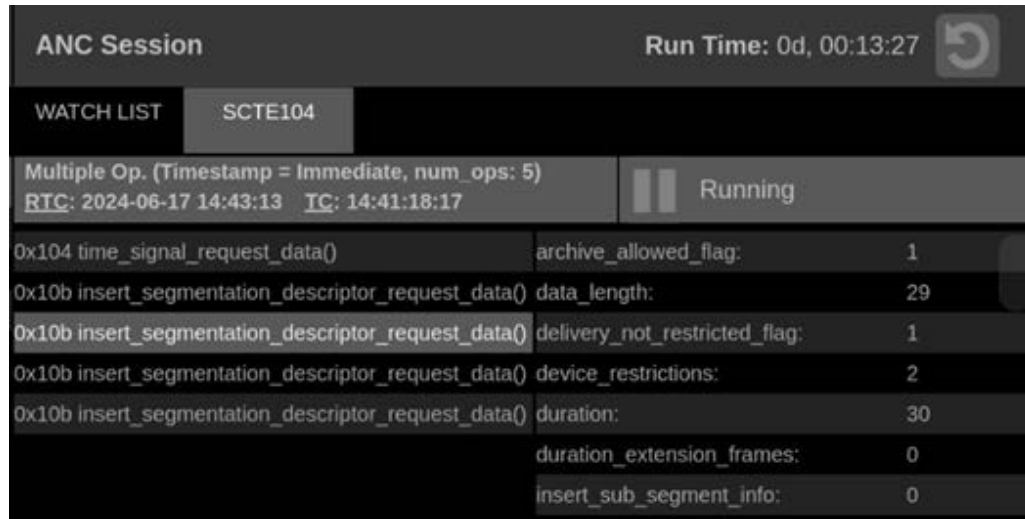 ANC Session
Run Time: 0d, 00:13:27
WATCH LIST
SCTE104
Multiple Op. (Timestamp = Immediate, num_ops: 5)
RTC: 2024-06-17 14:43:13 TC: 14:41:18:17
Running
0x104 time_signal_request_data() archive_allowed_flag: 1
0x10b insert_segmentation_descriptor_request_data() data_length: 29
0x10b insert_segmentation_descriptor_request_data() delivery_not_restricted_flag: 1
0x10b insert_segmentation_descriptor_request_data() device_restrictions: 2
0x10b insert_segmentation_descriptor_request_data() duration: 30
duration_extension_frames: 0
insert_sub_segment_info: 0